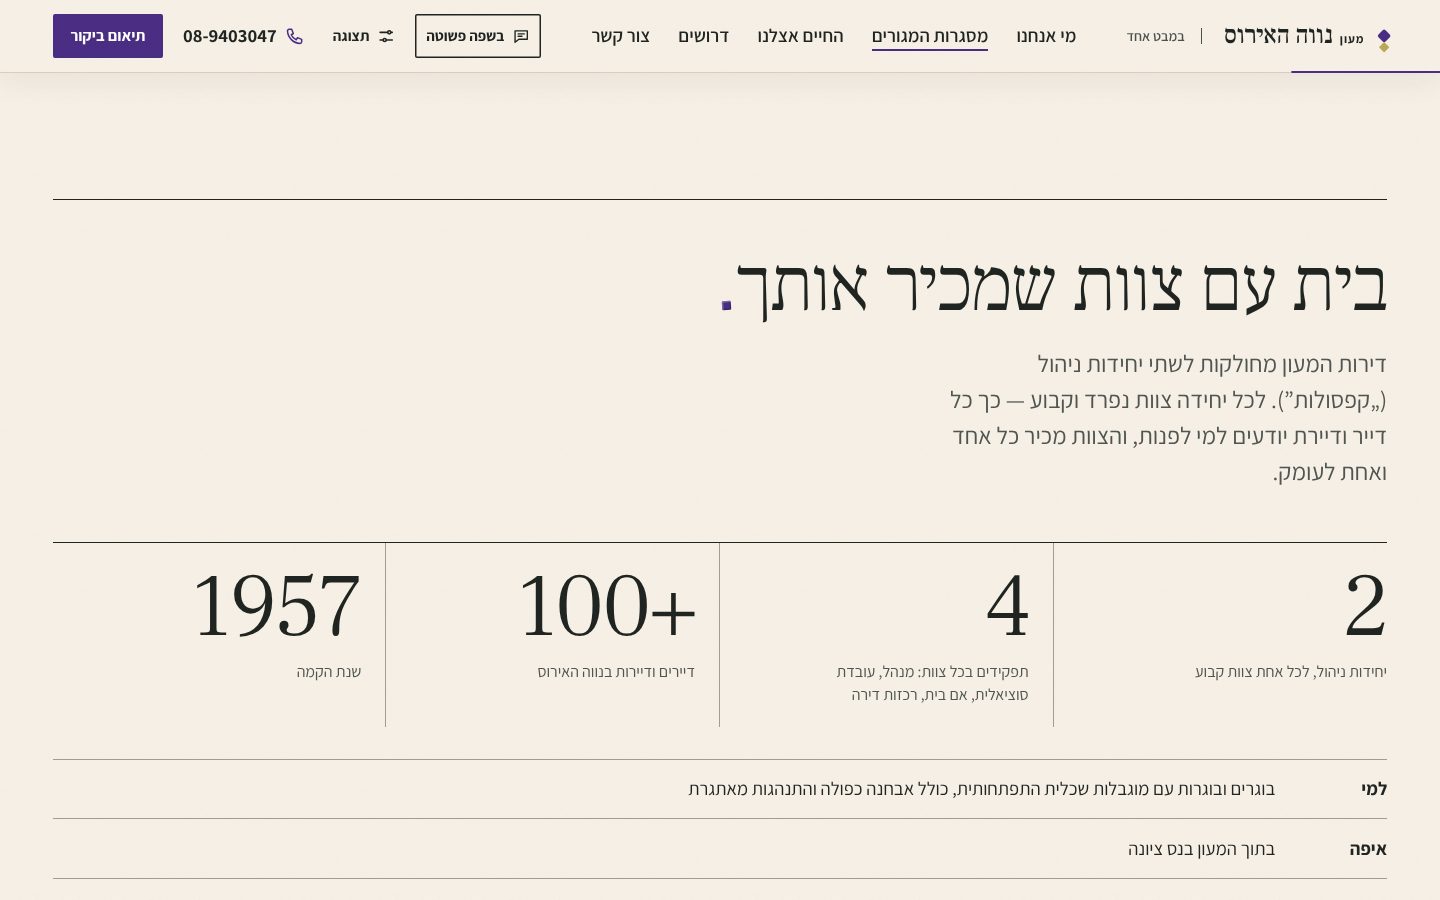 מעון נווה האירוס
במבט אחד
מי אנחנו
מסגרות המגורים
החיים אצלנו
דרושים
צור קשר
בשפה פשוטה
תצוגה
08-9403047
תיאום ביקור
בית עם צוות שמכיר אותך.
דירות המעון מחולקות לשתי יחידות ניהול
(„קפסולות”). לכל יחידה צוות נפרד וקבוע — כך כל
דייר ודיירת יודעים למי לפנות, והצוות מכיר כל אחד
ואחת לעומק.
2
יחידות ניהול, לכל אחת צוות קבוע
4
תפקידים בכל צוות: מנהל, עובדת
סוציאלית, אם בית, רכזות דירה
100+
דיירים ודיירות בנווה האירוס
1957
שנת הקמה
למי
בוגרים ובוגרות עם מוגבלות שכלית התפתחותית, כולל אבחנה כפולה והתנהגות מאתגרת
איפה
בתוך המעון בנס ציונה